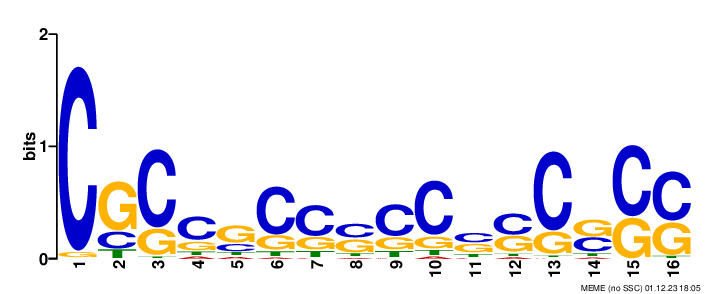 2
bits
1
0
C G C C G C C C C C C C C G C C
G C G G C G G G G G G G G C G G
1 2 3 4 5 6 7 8 9 10 11 12 13 14 15 16
MEME (no SSC) 01.12.23 18:05